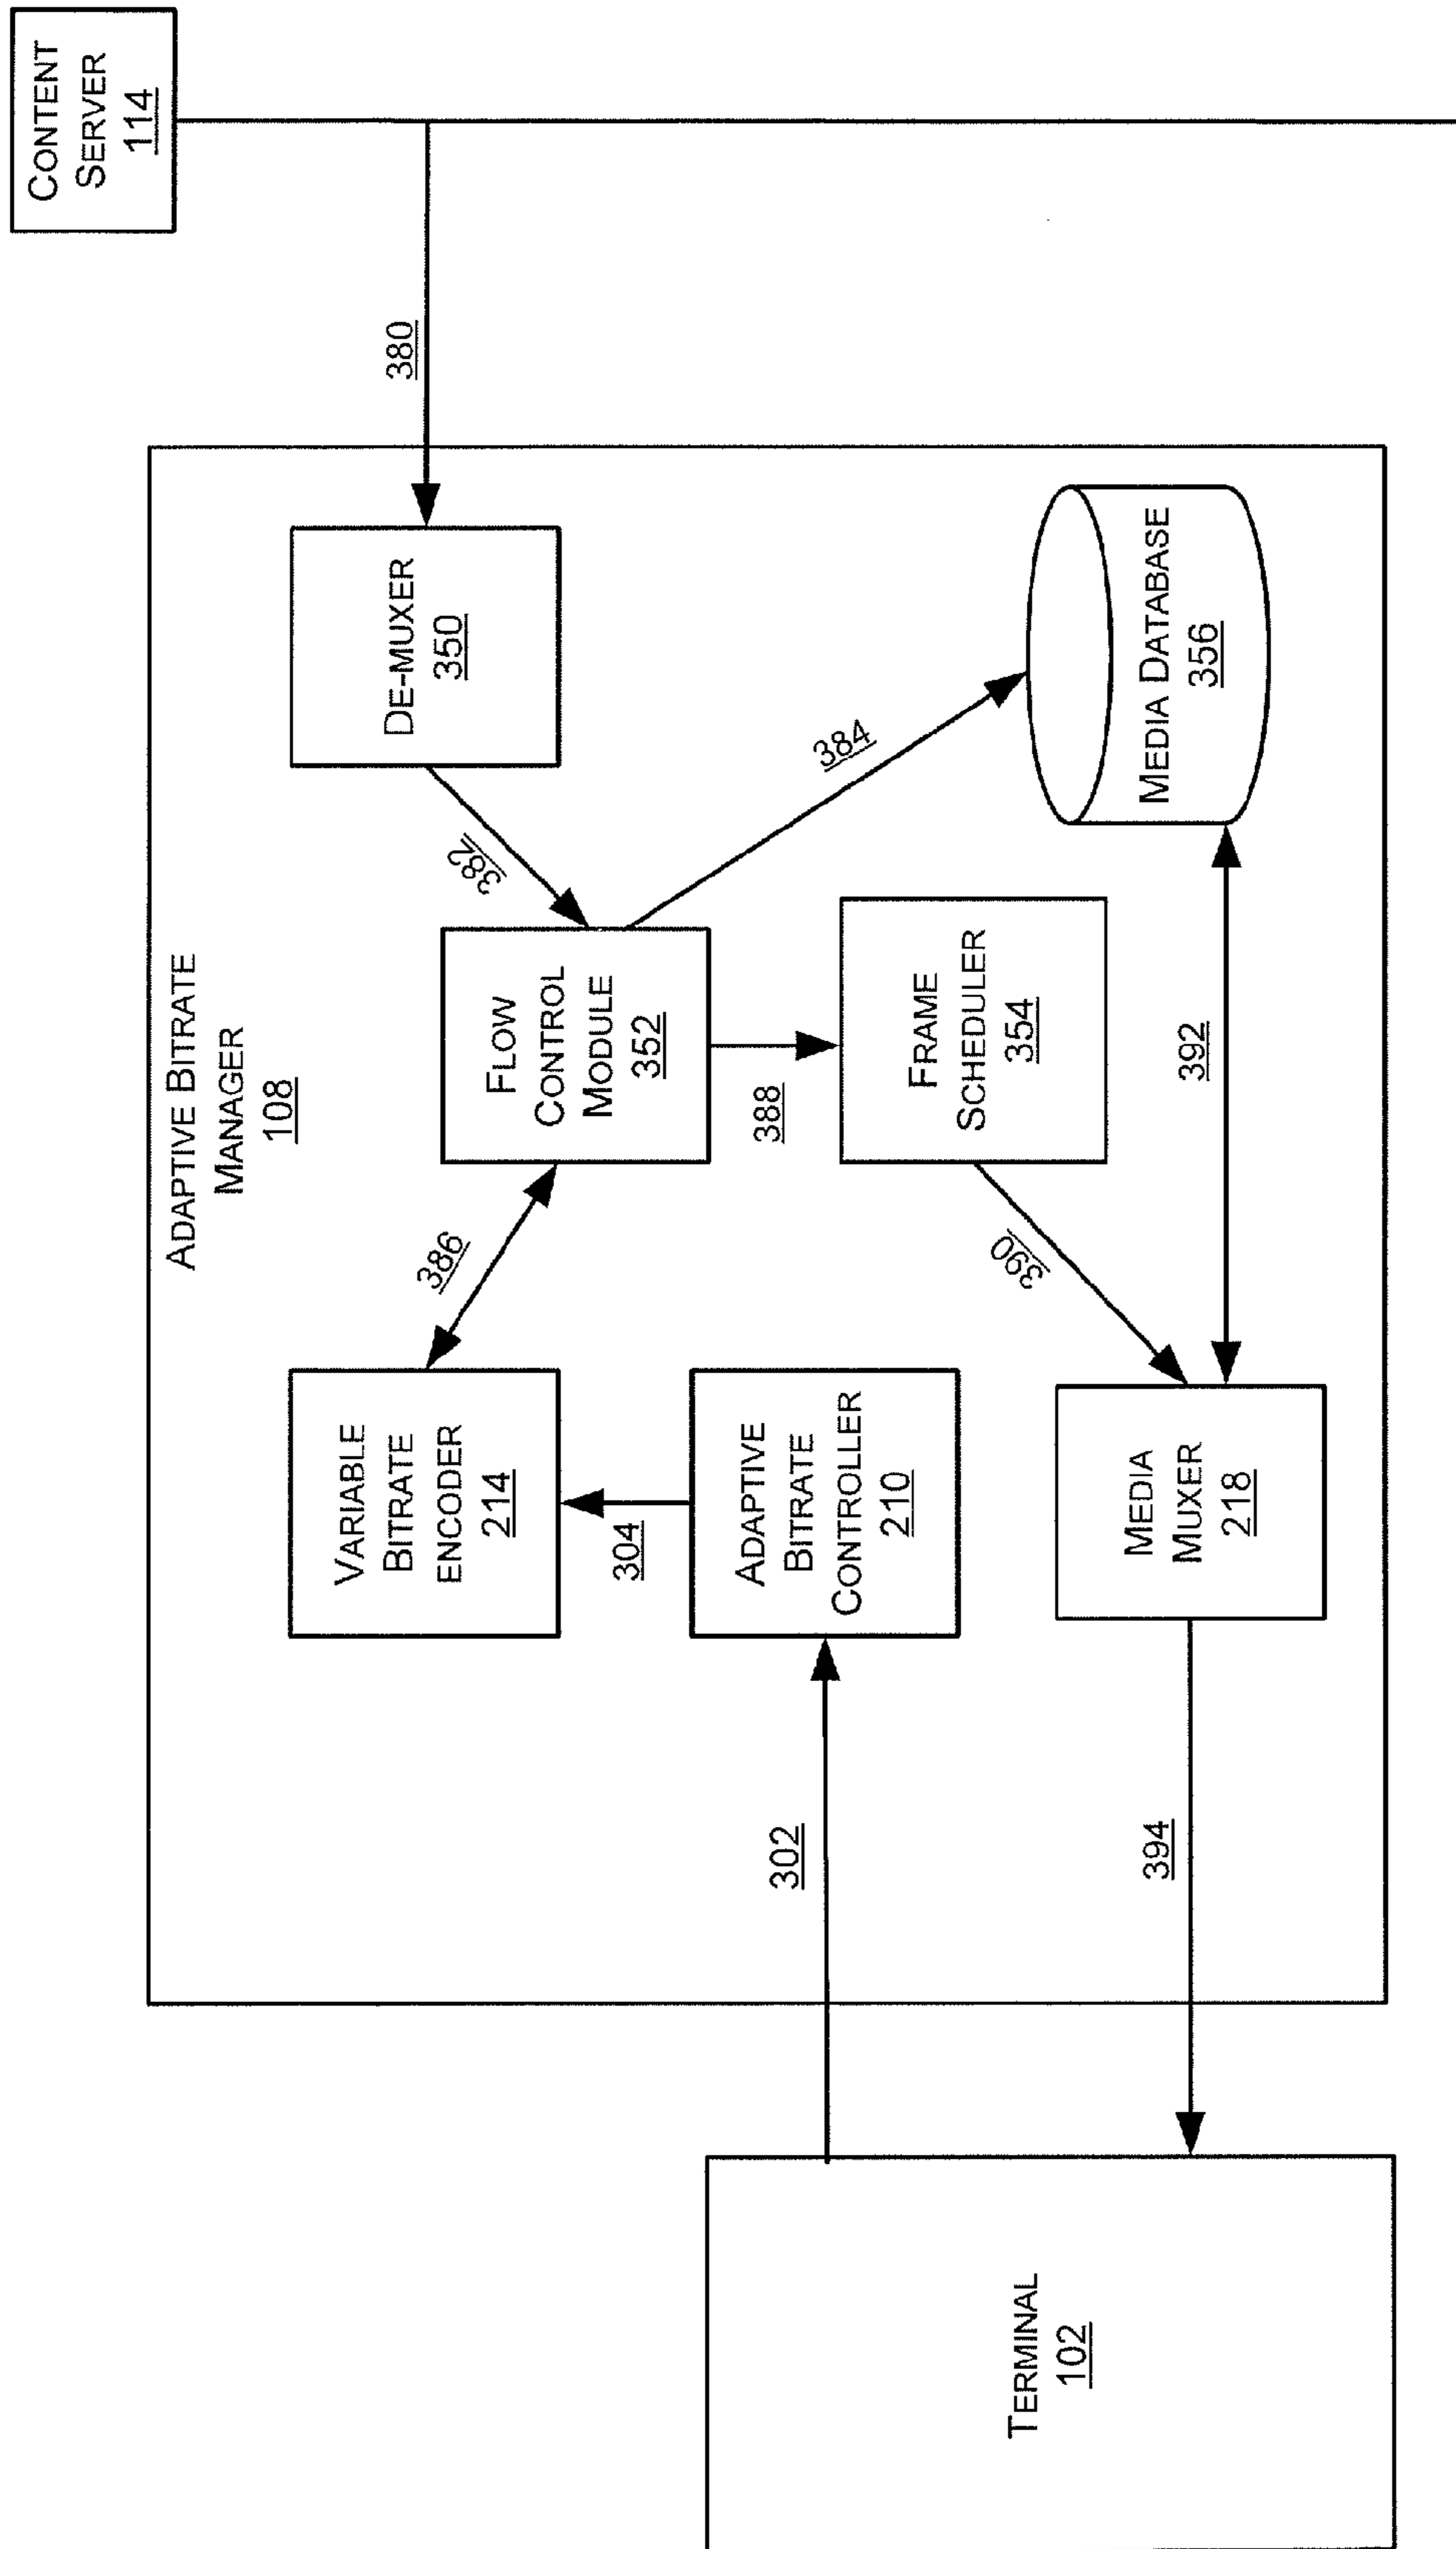 CONTENT
SERVER
114
380
ADAPTIVE BITRATE
MANAGER
108
DE-MUXER
350
382
FLOW
CONTROL
MODULE
352
384
MEDIA DATABASE
356
386
388
FRAME
SCHEDULER
354
390
392
VARIABLE
BITRATE
ENCODER
214
304
ADAPTIVE
BITRATE
CONTROLLER
210
MEDIA
MUXER
218
302
394
TERMINAL
102